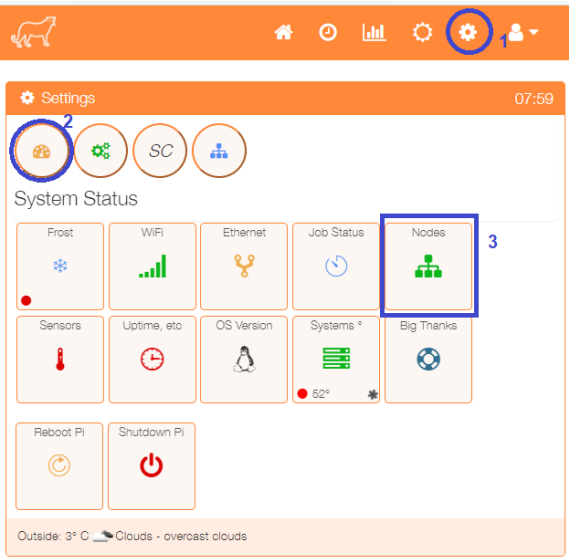 1
Settings 07:59
2
SC
System Status
Frost WiFi Ethernet Job Status Nodes
3
Sensors Uptime, etc OS Version Systems ° Big Thanks
52°
Reboot Pi Shutdown Pi
Outside: 3° C Clouds - overcast clouds